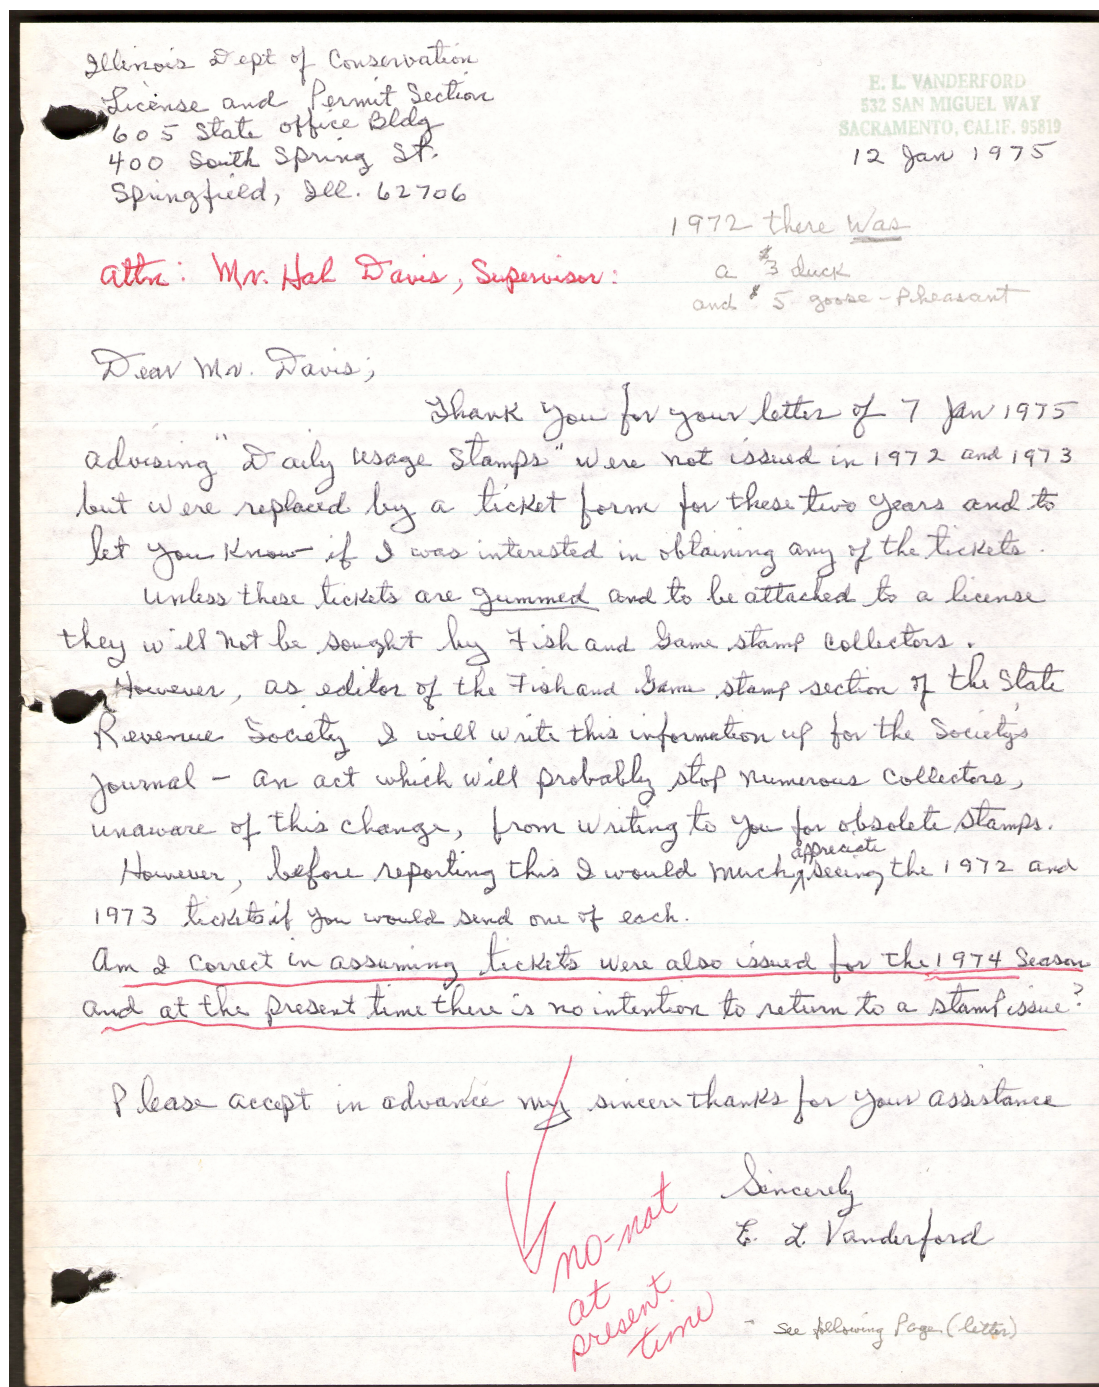 Illinois Dept of Conservation
License and Permit Section
605 State office Bldg
400 South Spring St.
Springfield, Ill. 62706
E. L. VANDERFORD
532 SAN MIGUEL WAY
SACRAMENTO, CALIF. 95819
12 Jan 1975
1972 there was
a $3 duck
and $5 goose - Pheasant
Attn: Mr. Hal Davis, Supervisor:
Dear Mr. Davis;
Thank you for your letter of 7 Jan 1975
advising "Daily Usage Stamps" were not issued in 1972 and 1973
but were replaced by a ticket form for these two years and to
let you know if I was interested in obtaining any of the tickets.
Unless these tickets are gummed and to be attached to a license
they will not be sought by Fish and Game stamp collectors.
However, as editor of the Fish and Game stamp section of the State
Revenue Society I will write this information up for the Society's
Journal - an act which will probably stop numerous collectors,
unaware of this change, from writing to you for obsolete stamps.
However, before reporting this I would much appreciate seeing the 1972 and
1973 tickets if you would send one of each.
Am I correct in assuming tickets were also issued for the 1974 Season
and at the present time there is no intention to return to a stamp issue?
Please accept in advance my sincere thanks for your assistance
Sincerely
E. L. Vanderford
no-not
at
present
time
- See following Page (letter)